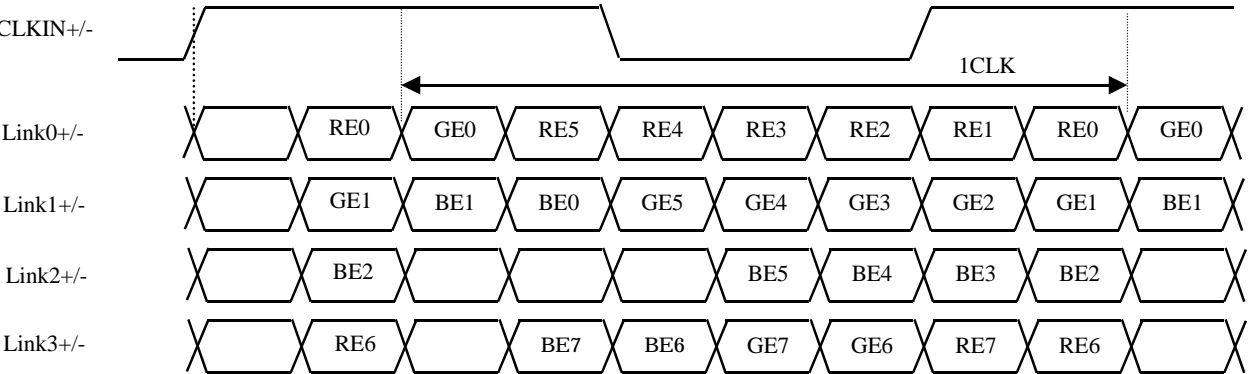 CLKIN+/-
1CLK
Link0+/- RE0 GE0 RE5 RE4 RE3 RE2 RE1 RE0 GE0
Link1+/- GE1 BE1 BE0 GE5 GE4 GE3 GE2 GE1 BE1
Link2+/- BE2 BE5 BE4 BE3 BE2
Link3+/- RE6 BE7 BE6 GE7 GE6 RE7 RE6